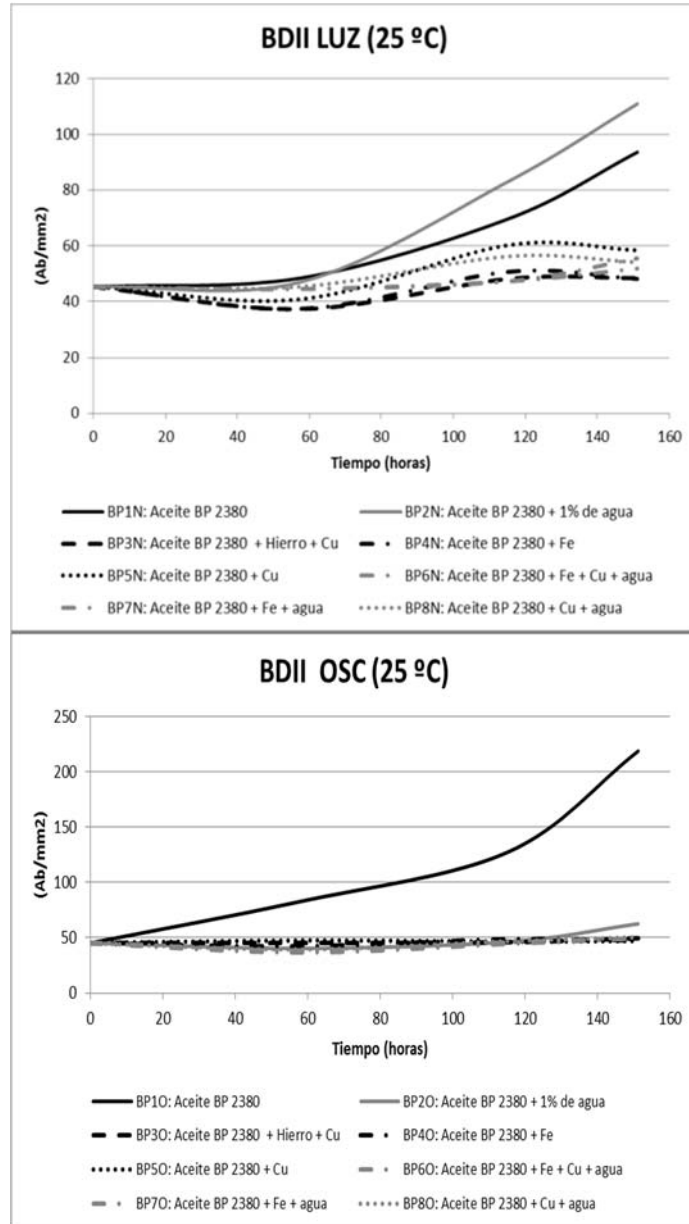 BDII LUZ (25 ºC)
120
100
80
60
40
20
0
(Ab/mm2)
0 20 40 60 80 100 120 140 160
Tiempo (horas)
BP1N: Aceite BP 2380 BP2N: Aceite BP 2380 + 1% de agua
BP3N: Aceite BP 2380 + Hierro + Cu BP4N: Aceite BP 2380 + Fe
BP5N: Aceite BP 2380 + Cu BP6N: Aceite BP 2380 + Fe + Cu + agua
BP7N: Aceite BP 2380 + Fe + agua BP8N: Aceite BP 2380 + Cu + agua
BDII OSC (25 ºC)
250
200
150
100
50
0
(Ab/mm2)
0 20 40 60 80 100 120 140 160
Tiempo (horas)
BP1O: Aceite BP 2380 BP2O: Aceite BP 2380 + 1% de agua
BP3O: Aceite BP 2380 + Hierro + Cu BP4O: Aceite BP 2380 + Fe
BP5O: Aceite BP 2380 + Cu BP6O: Aceite BP 2380 + Fe + Cu + agua
BP7O: Aceite BP 2380 + Fe + agua BP8O: Aceite BP 2380 + Cu + agua